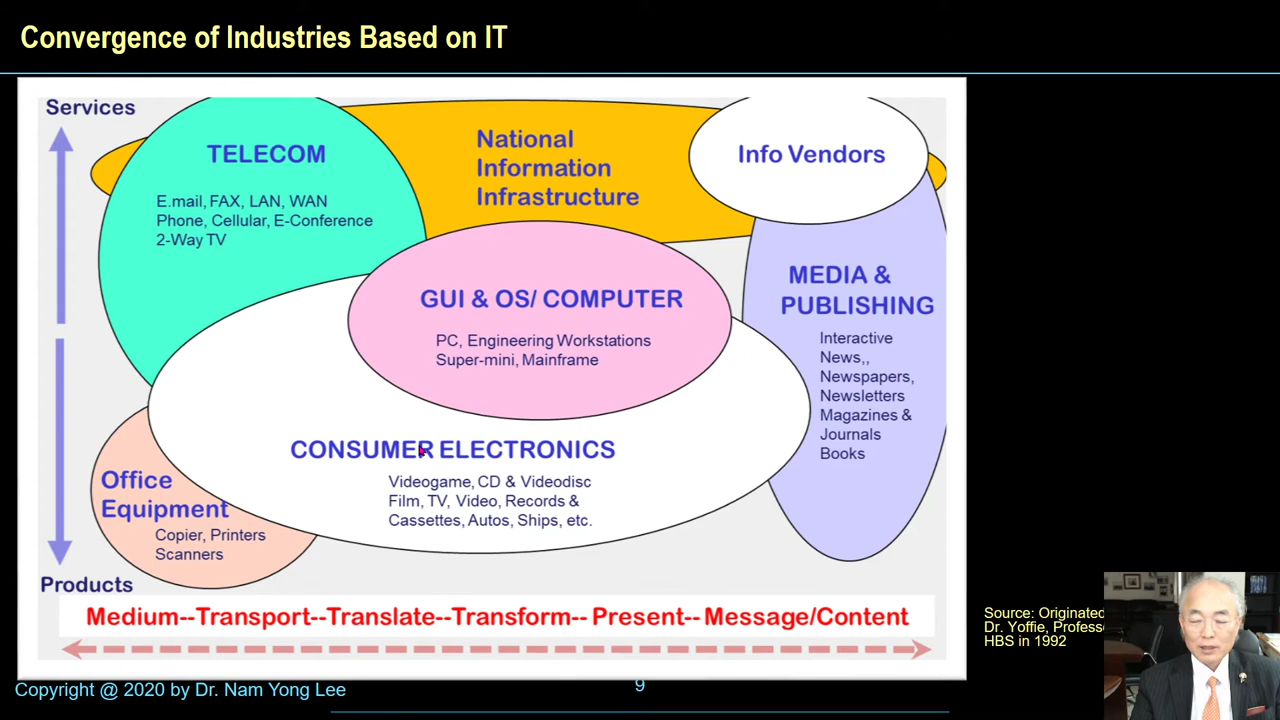 Convergence of Industries Based on IT
Services
TELECOM
E.mail, FAX, LAN, WAN
Phone, Cellular, E-Conference
2-Way TV
National
Information
Infrastructure
Info Vendors
GUI & OS/ COMPUTER
PC, Engineering Workstations
Super-mini, Mainframe
MEDIA &
PUBLISHING
Interactive
News,,
Newspapers,
Newsletters
Magazines &
Journals
Books
CONSUMER ELECTRONICS
Videogame, CD & Videodisc
Film, TV, Video, Records &
Cassettes, Autos, Ships, etc.
Office
Equipment
Copier, Printers
Scanners
Products
Medium--Transport--Translate--Transform-- Present-- Message/Content
Source: Originated
Dr. Yoffie,
HBS in 1992
Copyright @ 2020 by Dr. Nam Yong Lee
9